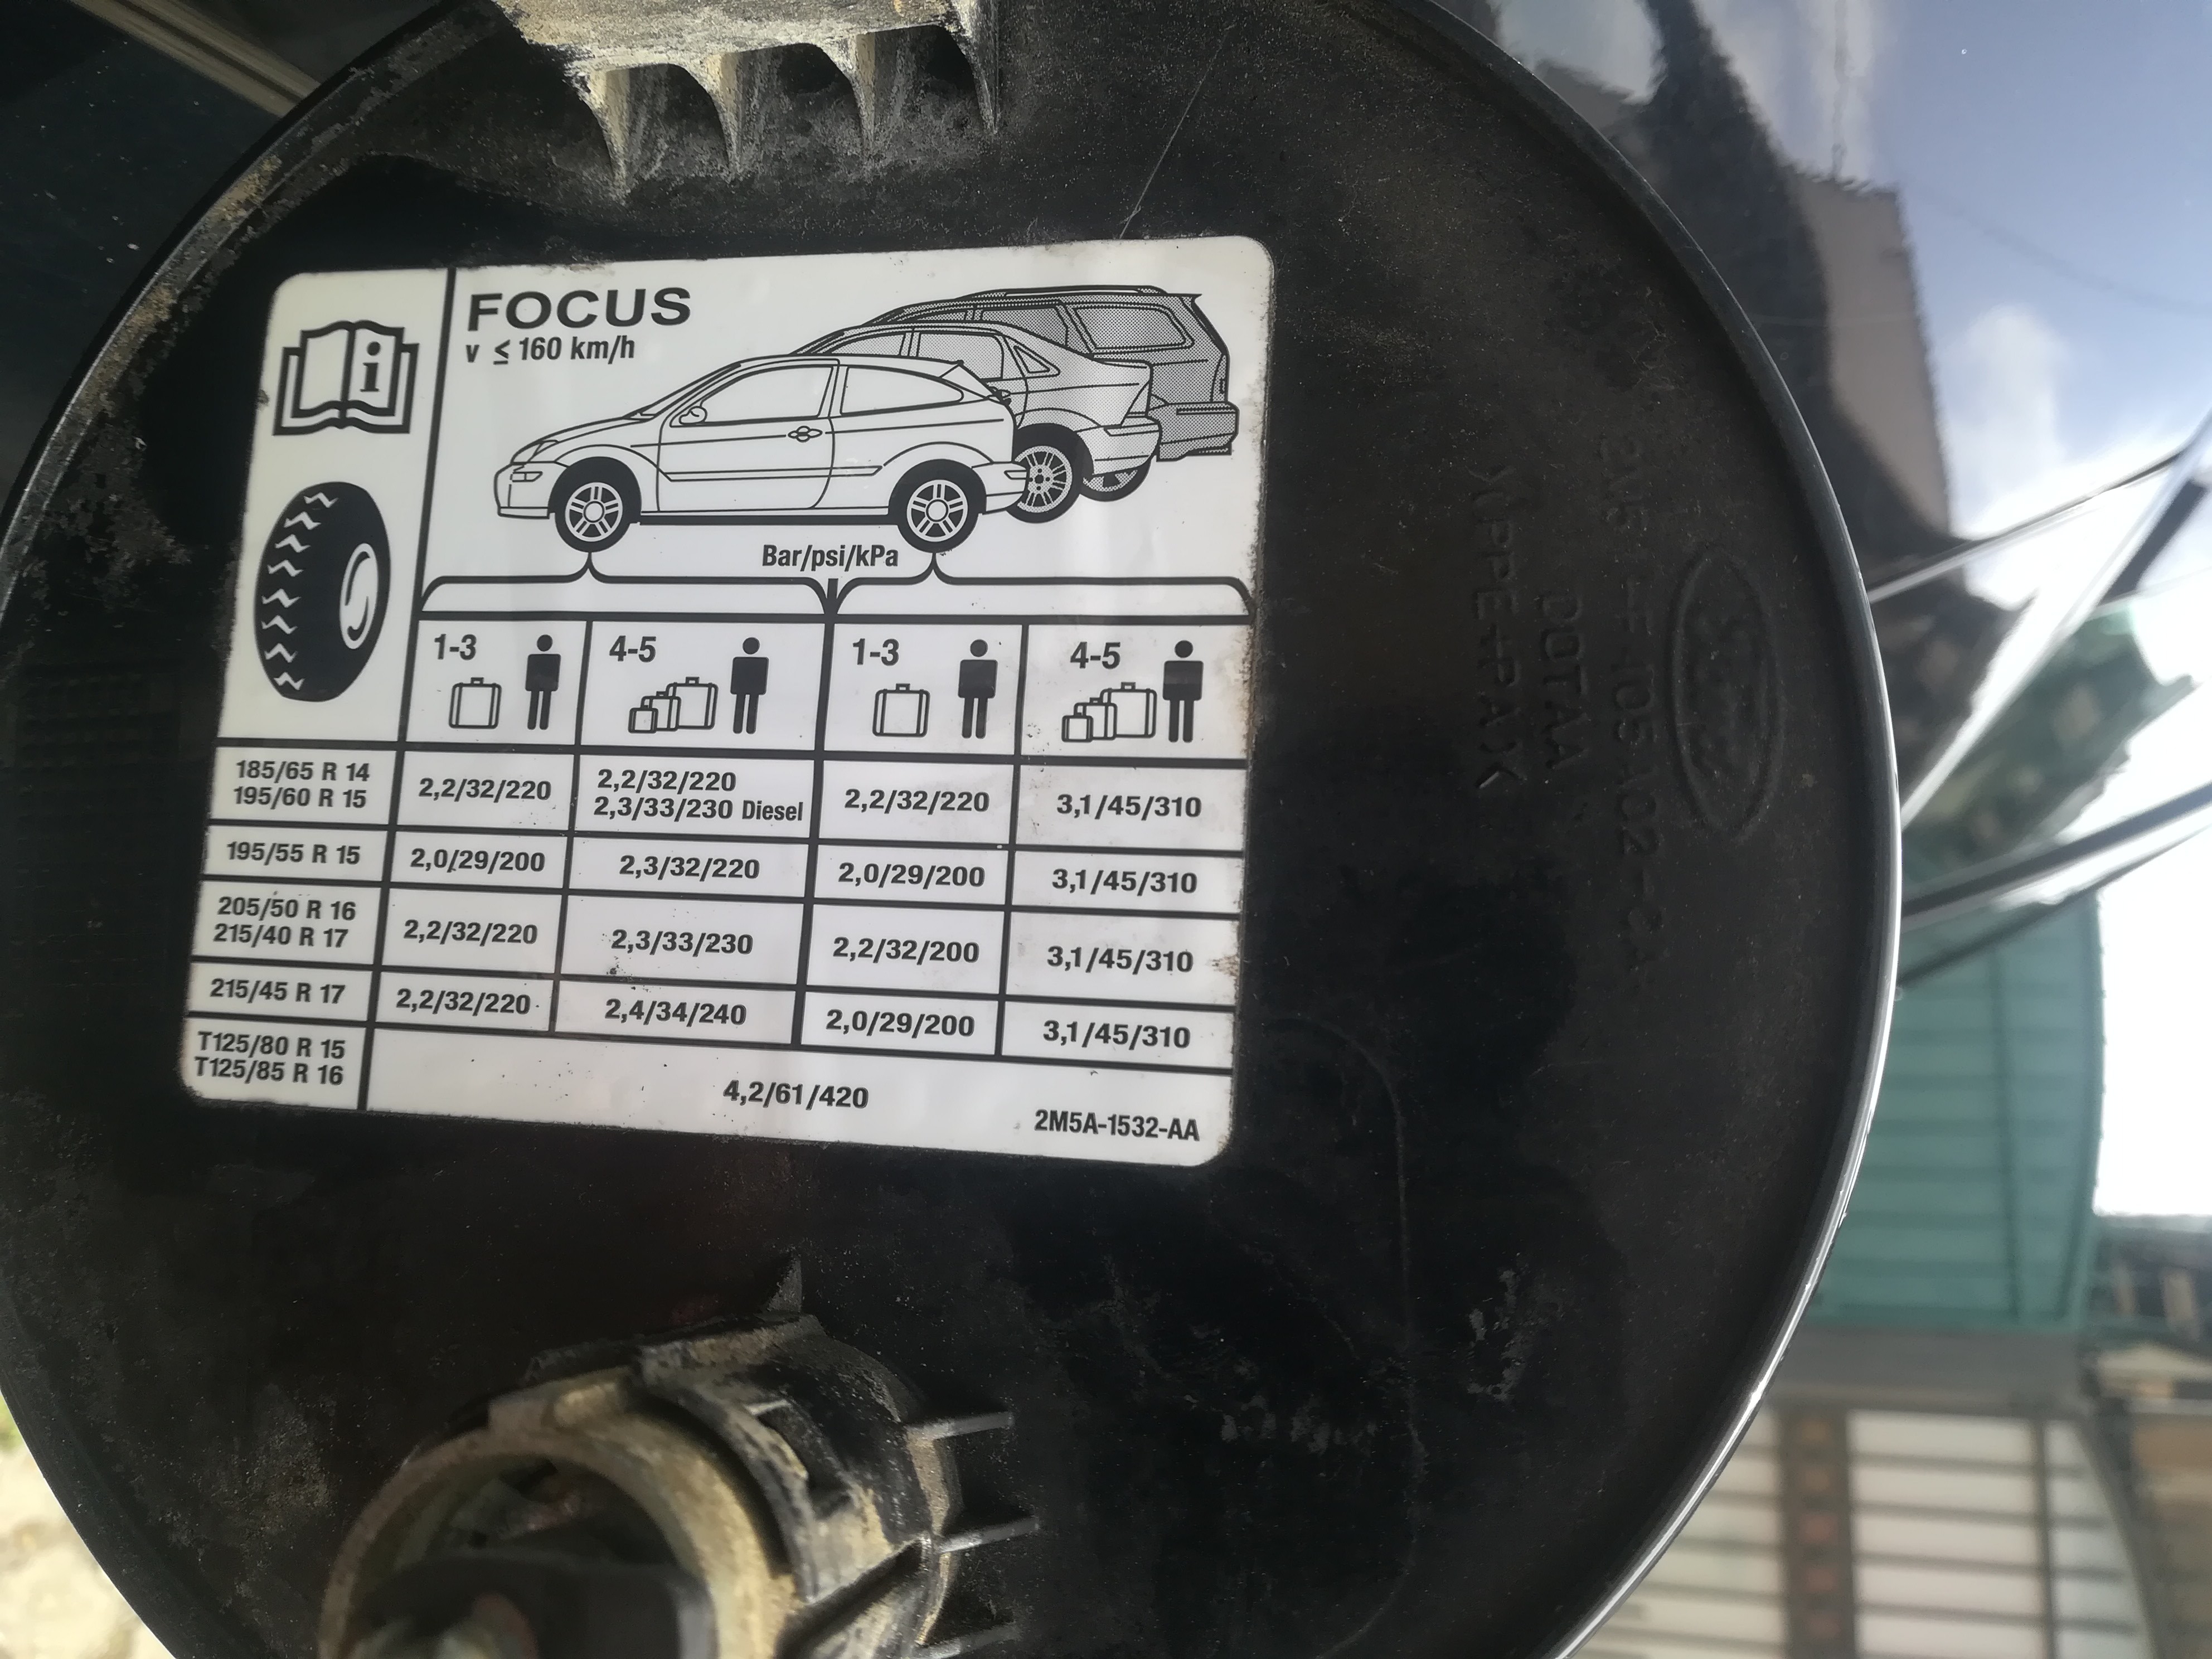 FOCUS
v ≤ 160 km/h
Bar/psi/kPa
1-3 4-5 1-3 4-5
185/65 R 14
195/60 R 15
2,2/32/220
2,2/32/220
2,3/33/230 Diesel
2,2/32/220
3,1/45/310
195/55 R 15 2,0/29/200 2,3/32/220 2,0/29/200 3,1/45/310
205/50 R 16
215/40 R 17
2,2/32/220 2,3/33/230 2,2/32/200 3,1/45/310
215/45 R 17 2,2/32/220 2,4/34/240 2,0/29/200 3,1/45/310
T125/80 R 15
T125/85 R 16
4,2/61/420
2M5A-1532-AA